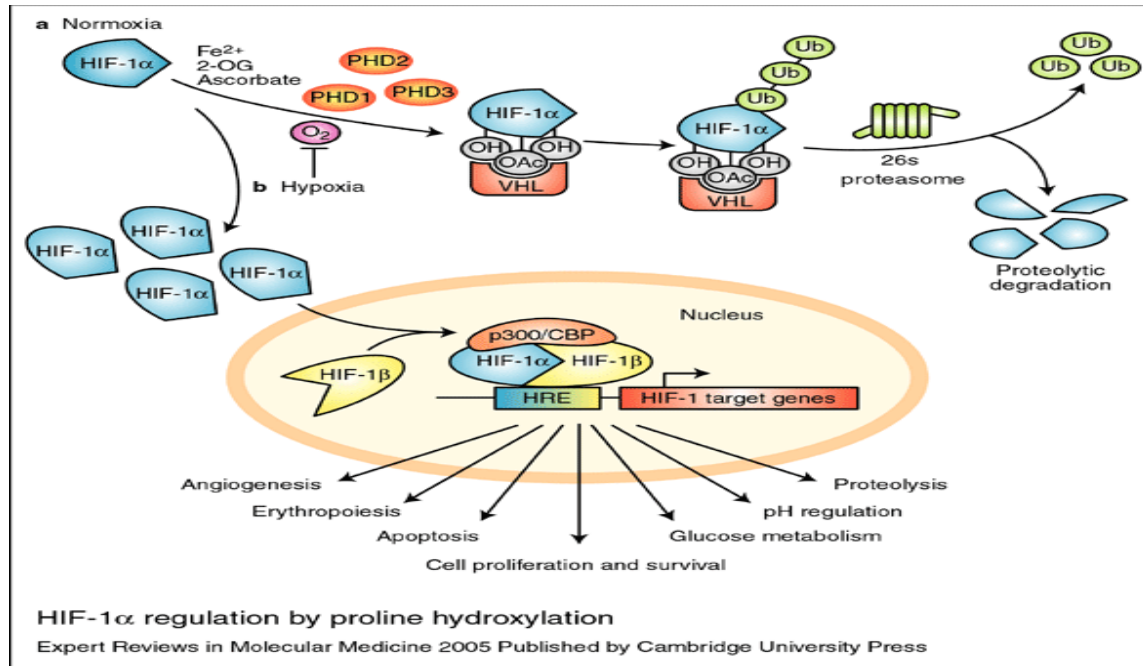 a Normoxia
HIF-1α
Fe2+
2-OG
Ascorbate
PHD2
PHD1
PHD3
O2
b Hypoxia
HIF-1α
OH
OAc
OH
VHL
Ub
Ub
Ub
HIF-1α
OH
OAc
OH
VHL
26s
proteasome
Ub
Ub
Ub
Proteolytic
degradation
HIF-1α
HIF-1α
HIF-1α
HIF-1α
Nucleus
p300/CBP
HIF-1α
HIF-1β
HIF-1β
HRE
HIF-1 target genes
Angiogenesis
Erythropoiesis
Apoptosis
Cell proliferation and survival
Glucose metabolism
pH regulation
Proteolysis
HIF-1α regulation by proline hydroxylation
Expert Reviews in Molecular Medicine 2005 Published by Cambridge University Press